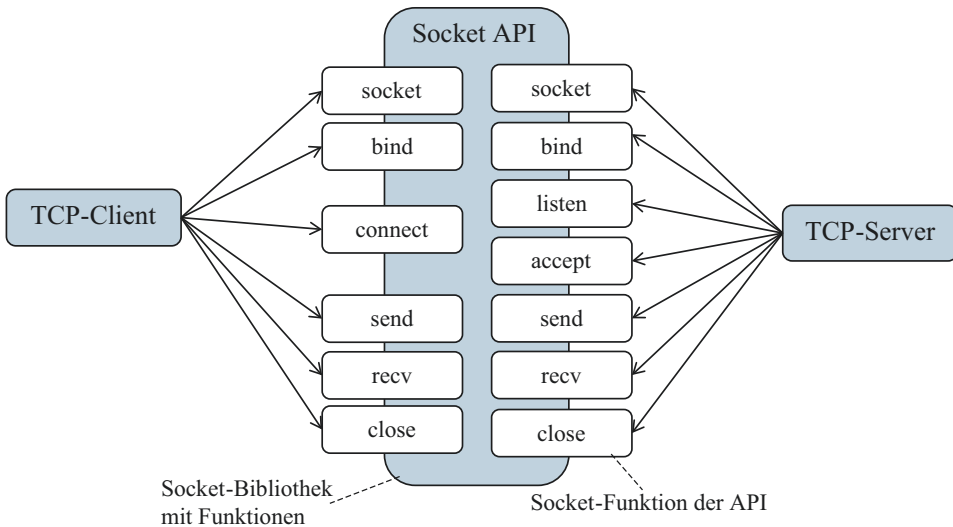 Socket API
socket
bind
connect
send
recv
close
socket
bind
listen
accept
send
recv
close
TCP-Client
TCP-Server
Socket-Bibliothek
mit Funktionen
Socket-Funktion der API